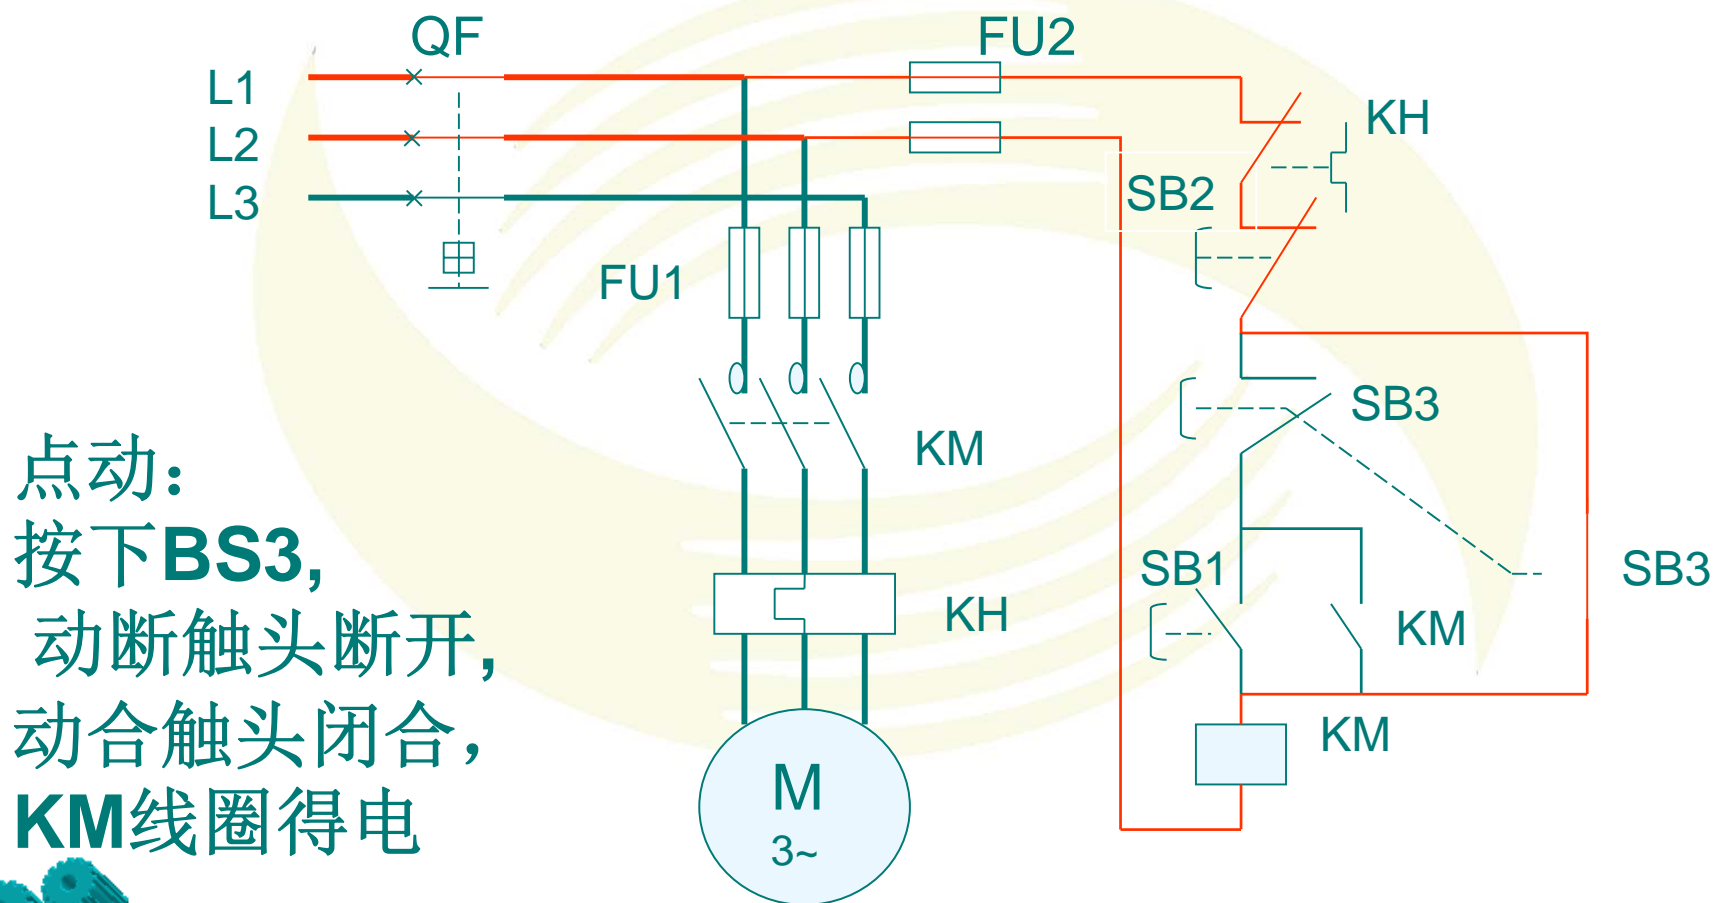 QF
FU2
L1
KH
L2
SB2
L3
FU1
SB3
KM
点动：
按下BS3,
SB1
SB3
动断触头断开,
KH
KM
动合触头闭合，
KM
M
KM线圈得电
3~